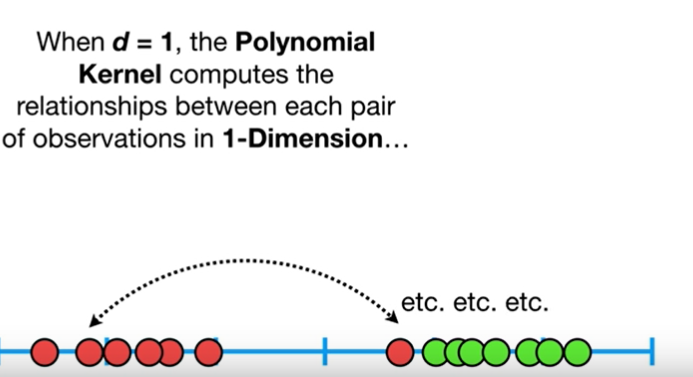 When d = 1, the Polynomial
Kernel computes the
relationships between each pair
of observations in 1-Dimension…
etc. etc. etc.